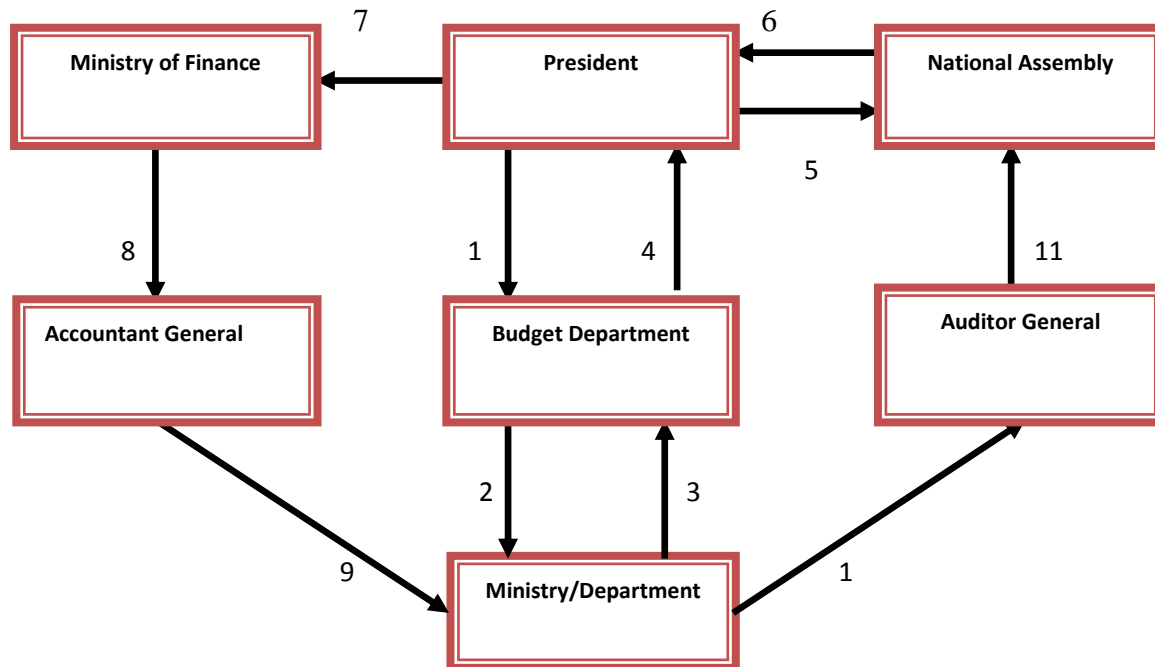 7
6
Ministry of Finance
President
National Assembly
5
8
1
4
11
Accountant General
Budget Department
Auditor General
2
3
9
1
Ministry/Department